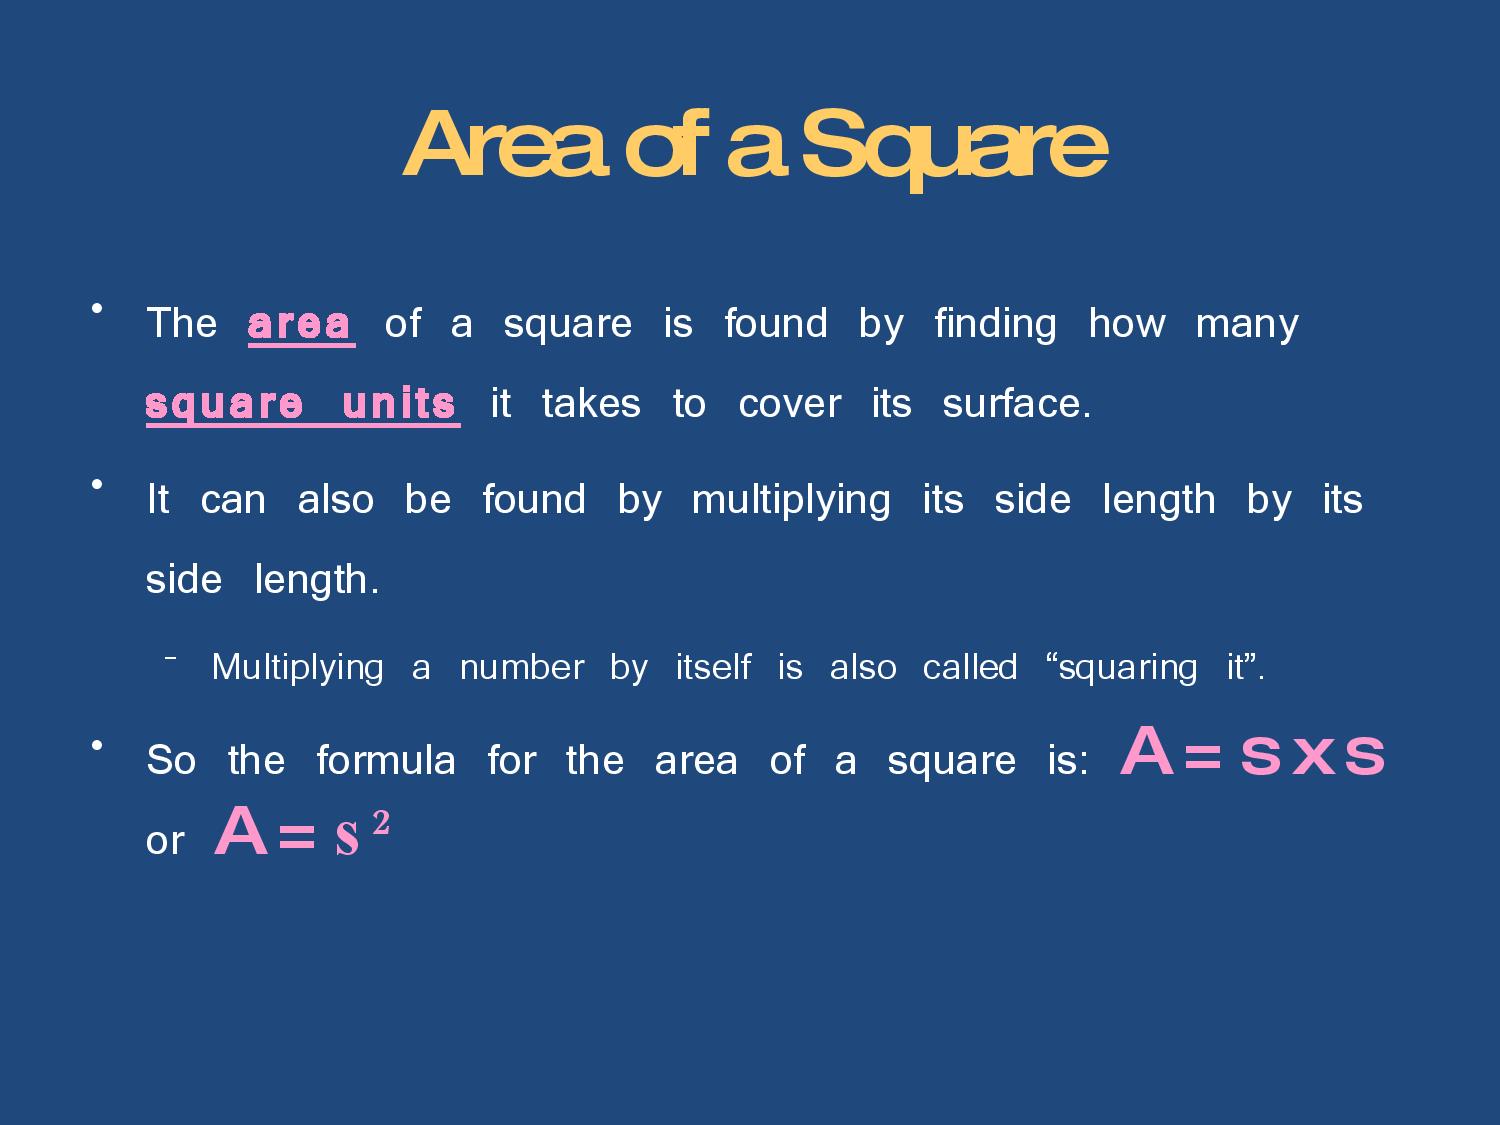 Area of a Square
• The area of a square is found by finding how many
square units it takes to cover its surface.
• It can also be found by multiplying its side length by its
side length.
– Multiplying a number by itself is also called “squaring it”.
• So the formula for the area of a square is: A = s x s
or A = s²